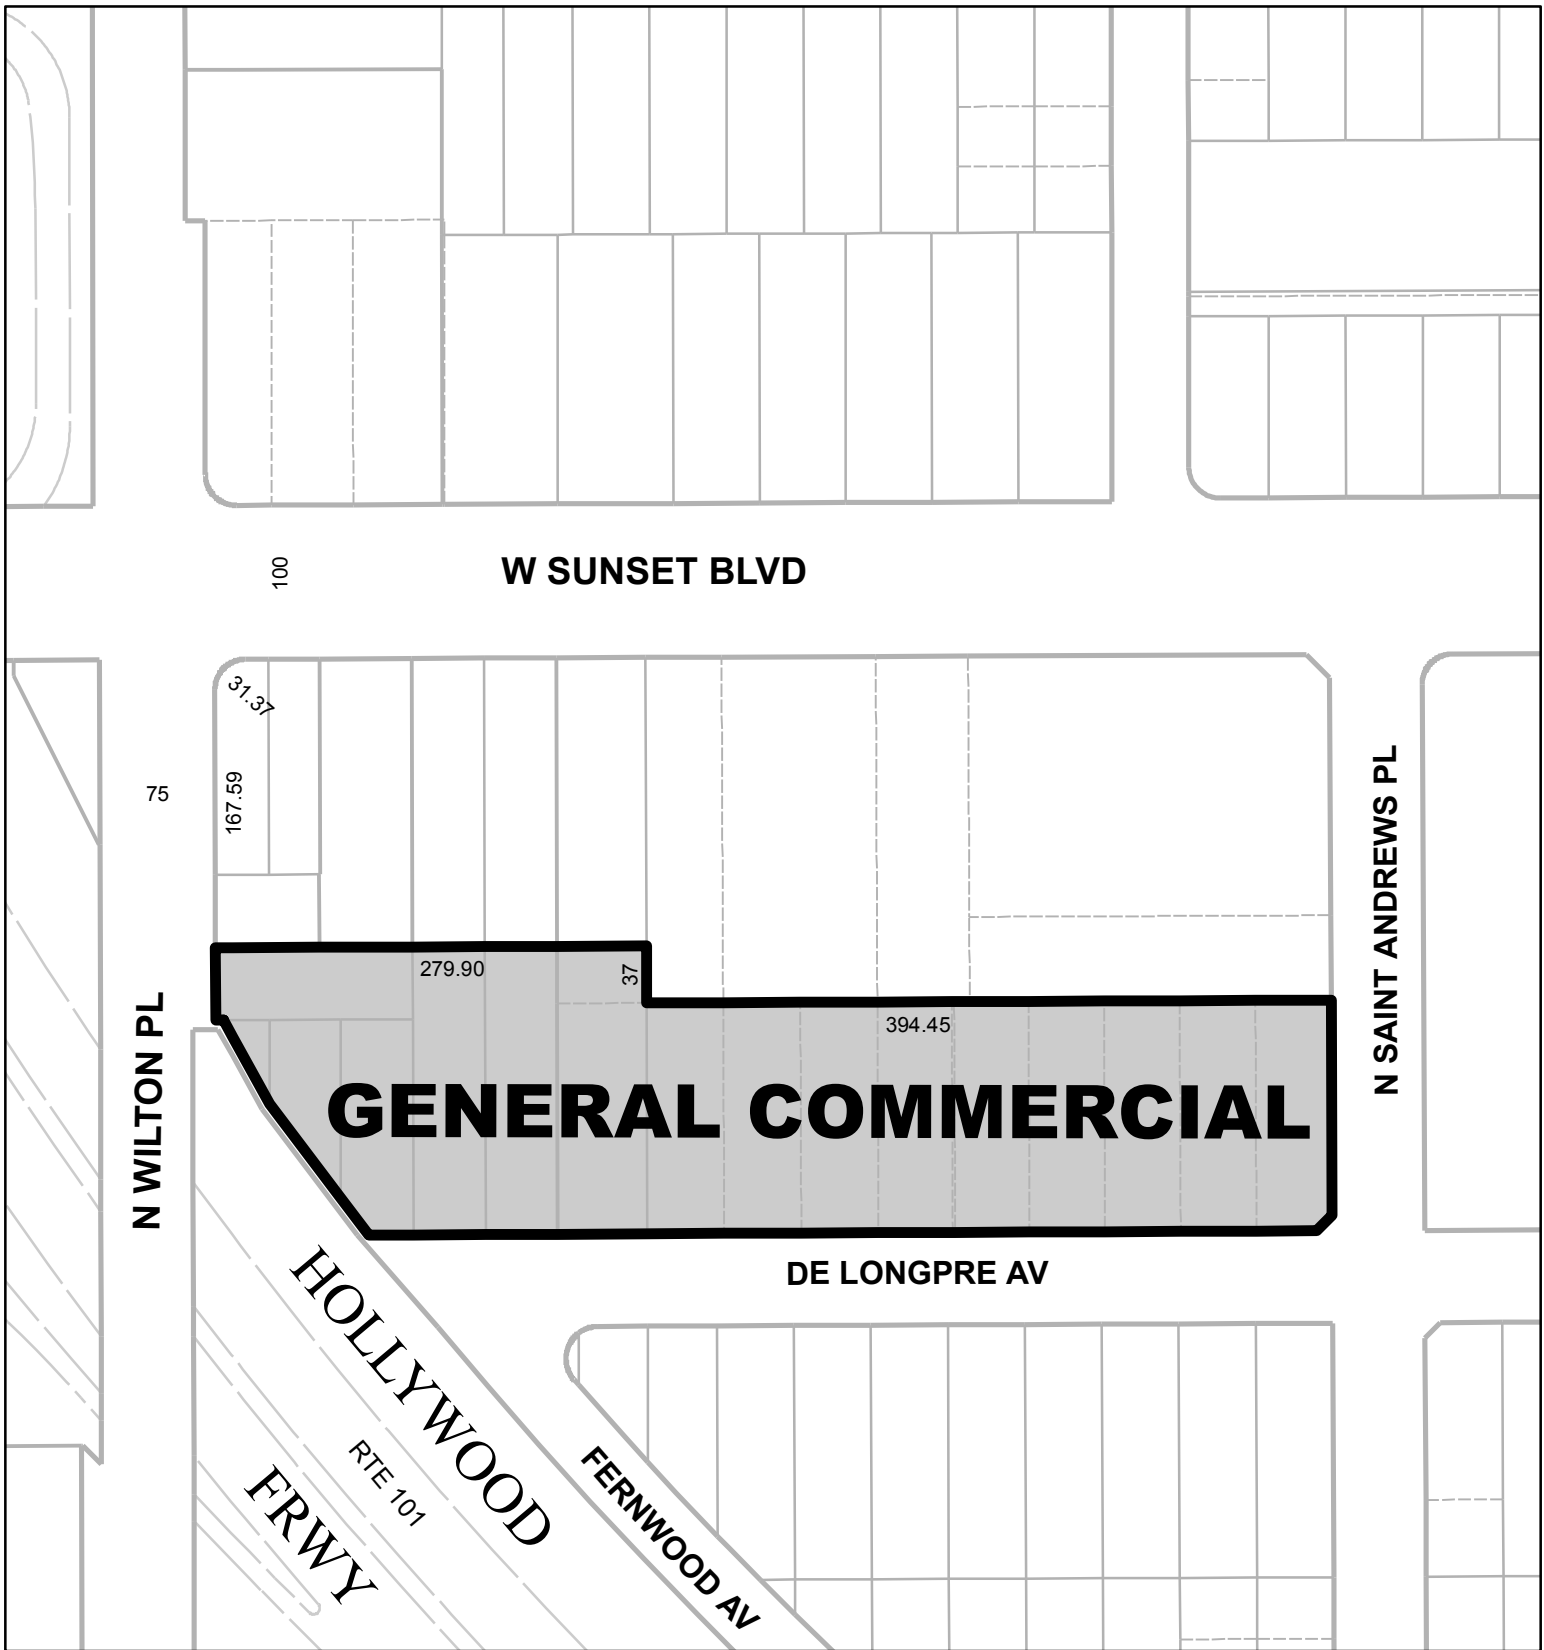 W SUNSET BLVD
100
31.37
167.59
75
N SAINT ANDREWS PL
279.90
37
394.45
N WILTON PL
GENERAL COMMERCIAL
DE LONGPRE AV
HOLLYWOOD
FRWY
RTE 101
FERNWOOD AV